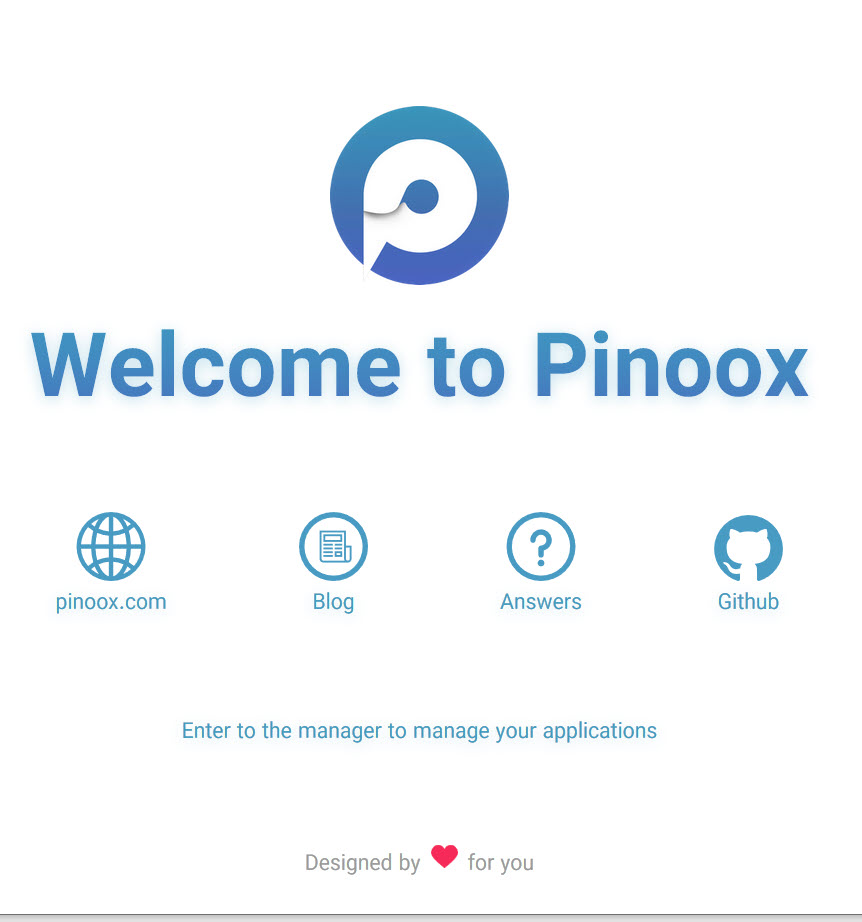 Welcome to Pinoox
pinoox.com
Blog
Answers
Github
Enter to the manager to manage your applications
Designed by ❤ for you